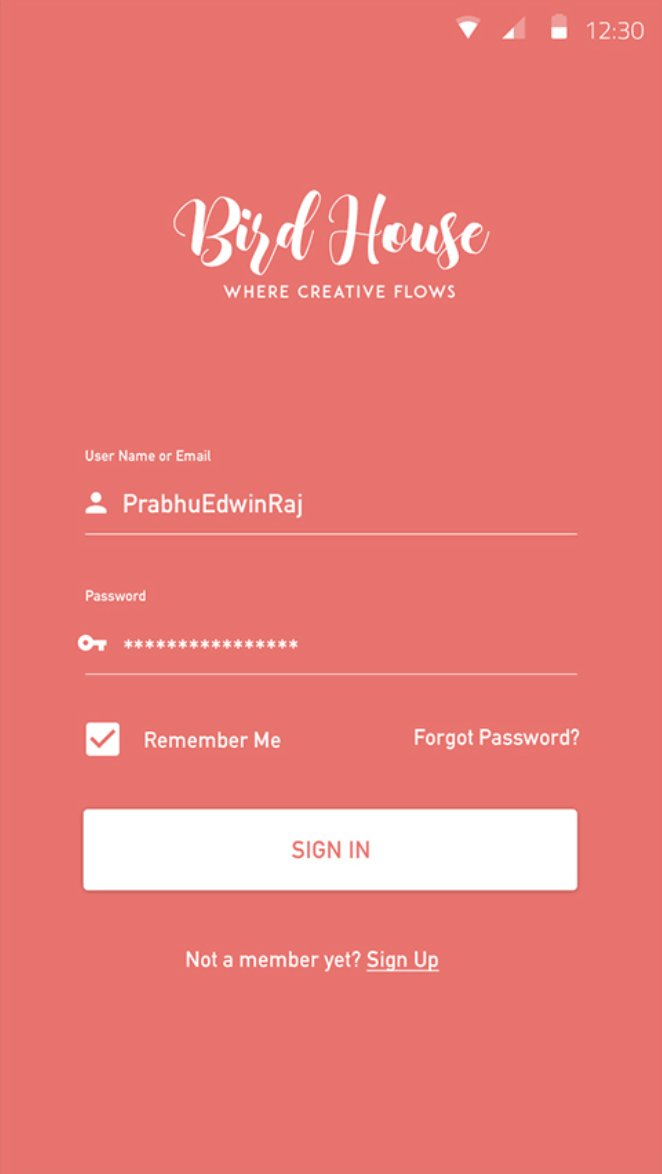 12:30
Bird House
WHERE CREATIVE FLOWS
User Name or Email
PrabhuEdwinRaj
Password
****************
Remember Me Forgot Password?
SIGN IN
Not a member yet? Sign Up